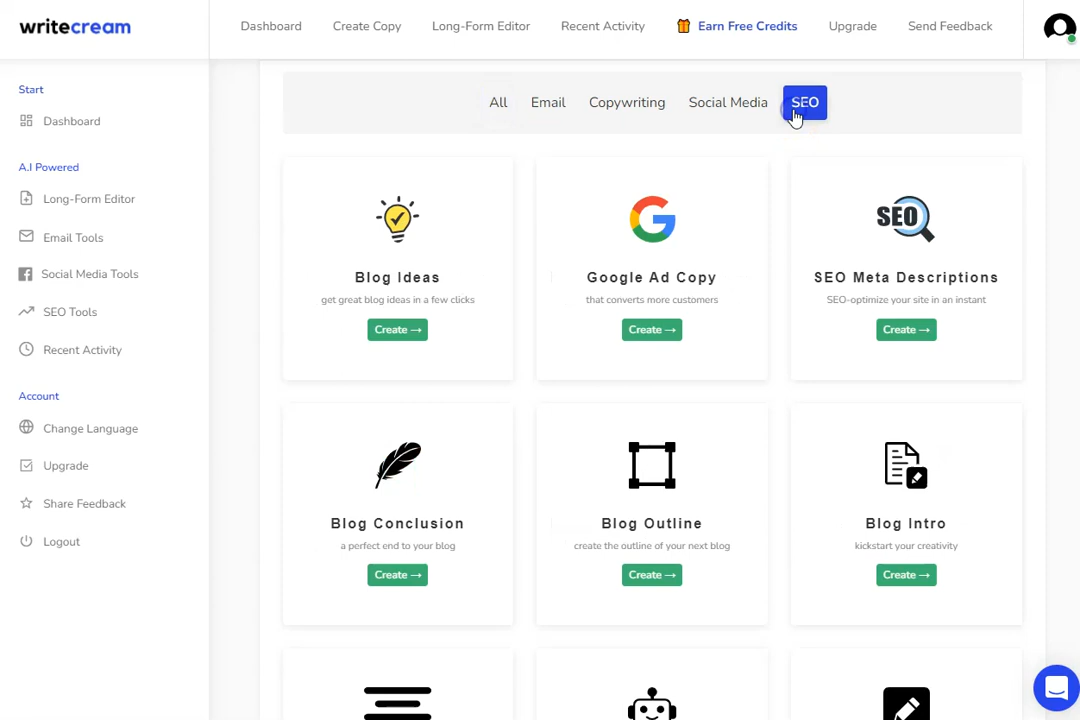 writecream
Dashboard
Create Copy
Long-Form Editor
Recent Activity
Earn Free Credits
Upgrade
Send Feedback
Start
Dashboard
A.I Powered
Long-Form Editor
Email Tools
Social Media Tools
SEO Tools
Recent Activity
Account
Change Language
Upgrade
Share Feedback
Logout
All
Email
Copywriting
Social Media
SEO
Blog Ideas
get great blog ideas in a few clicks
Create →
Google Ad Copy
that converts more customers
Create →
SEO
SEO Meta Descriptions
SEO-optimize your site in an instant
Create →
Blog Conclusion
a perfect end to your blog
Create →
Blog Outline
create the outline of your next blog
Create →
Blog Intro
kickstart your creativity
Create →